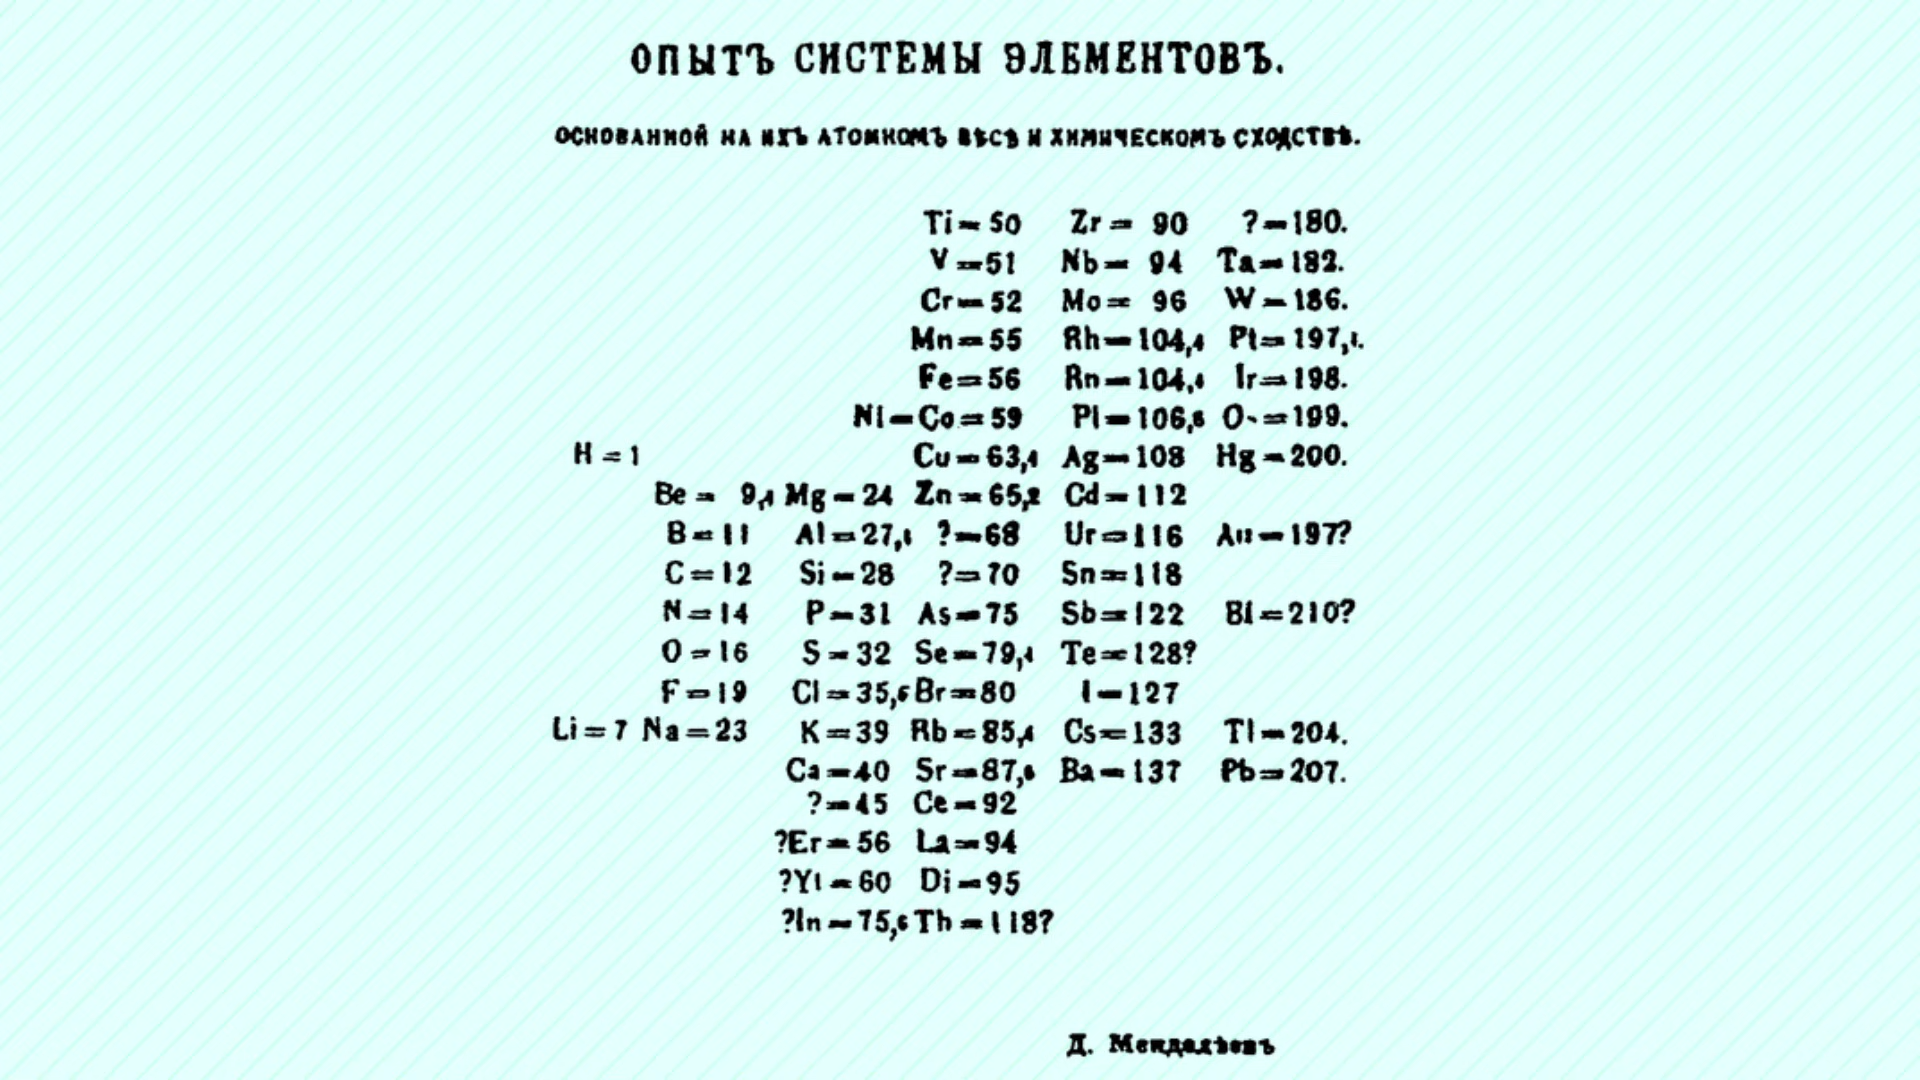 ОПЫТЪ СИСТЕМЫ ЭЛЕМЕНТОВЪ.
ОСНОВАННОЙ НА ИХЪ АТОМНОМЪ ВѢСѢ И ХИМИЧЕСКОМЪ СХОДСТВѢ.
Ti = 50 Zr = 90 ? = 180.
V = 51 Nb = 94 Ta = 182.
Cr = 52 Mo = 96 W = 186.
Mn = 55 Rh = 104,4 Pt = 197,1.
Fe = 56 Rn = 104,4 Ir = 198.
Ni = Co = 59 Pl = 106,6 O- = 199.
H = 1 Cu = 63,4 Ag = 108 Hg = 200.
Be = 9,4 Mg = 24 Zn = 65,2 Cd = 112
B = 11 Al = 27,1 ? = 68 Ur = 116 Au = 197?
C = 12 Si = 28 ? = 70 Sn = 118
N = 14 P = 31 As = 75 Sb = 122 Bi = 210?
O = 16 S = 32 Se = 79,4 Te = 128?
F = 19 Cl = 35,5 Br = 80 I = 127
Li = 7 Na = 23 K = 39 Rb = 85,4 Cs = 133 Tl = 204.
Ca = 40 Sr = 87,6 Ba = 137 Pb = 207.
? = 45 Ce = 92
?Er = 56 La = 94
?Yt = 60 Di = 95
?In = 75,6 Th = 118?
Д. Менделѣевъ